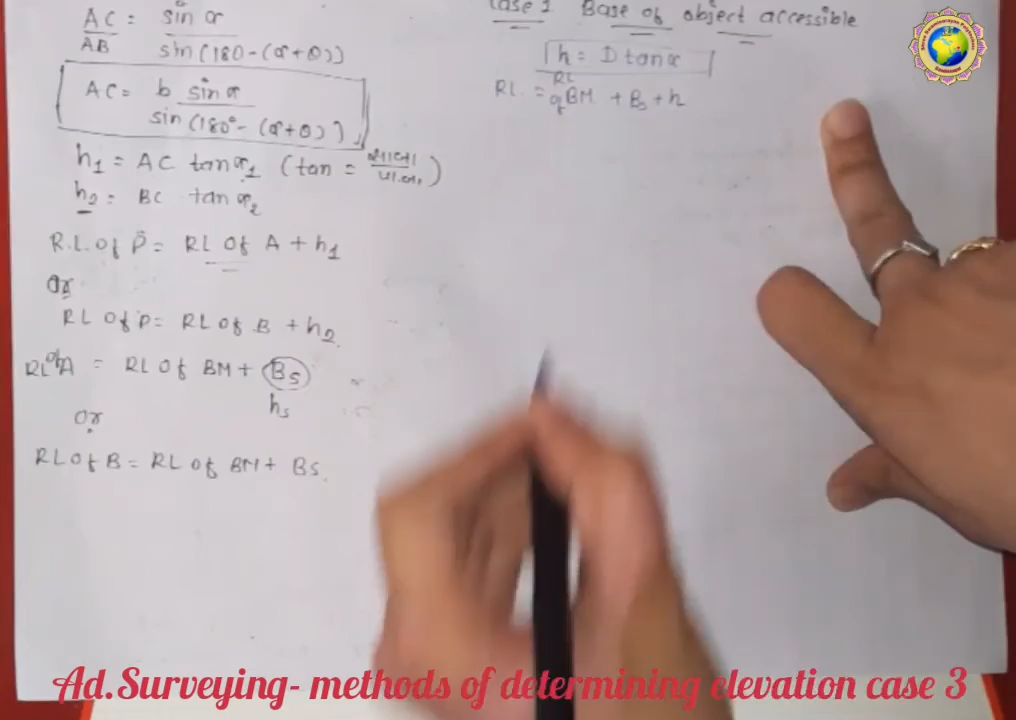 AC = sin α
AB sin(180-(α+θ))
AC = b sin α
sin(180°-(α+θ))
h1 = AC tan α1 (tan =
h2 = BC tan α2
R.L. of P = RL of A + h1
Or
RL of P = RL of B + h2.
RL of A = RL of BM + BS
hs
Or
RL of B = RL of BM + BS.
Case 1 Base of object accessible
h = D tan α
RL = RL of BM + BS + h
Ad.Surveying- methods of determining elevation case 3